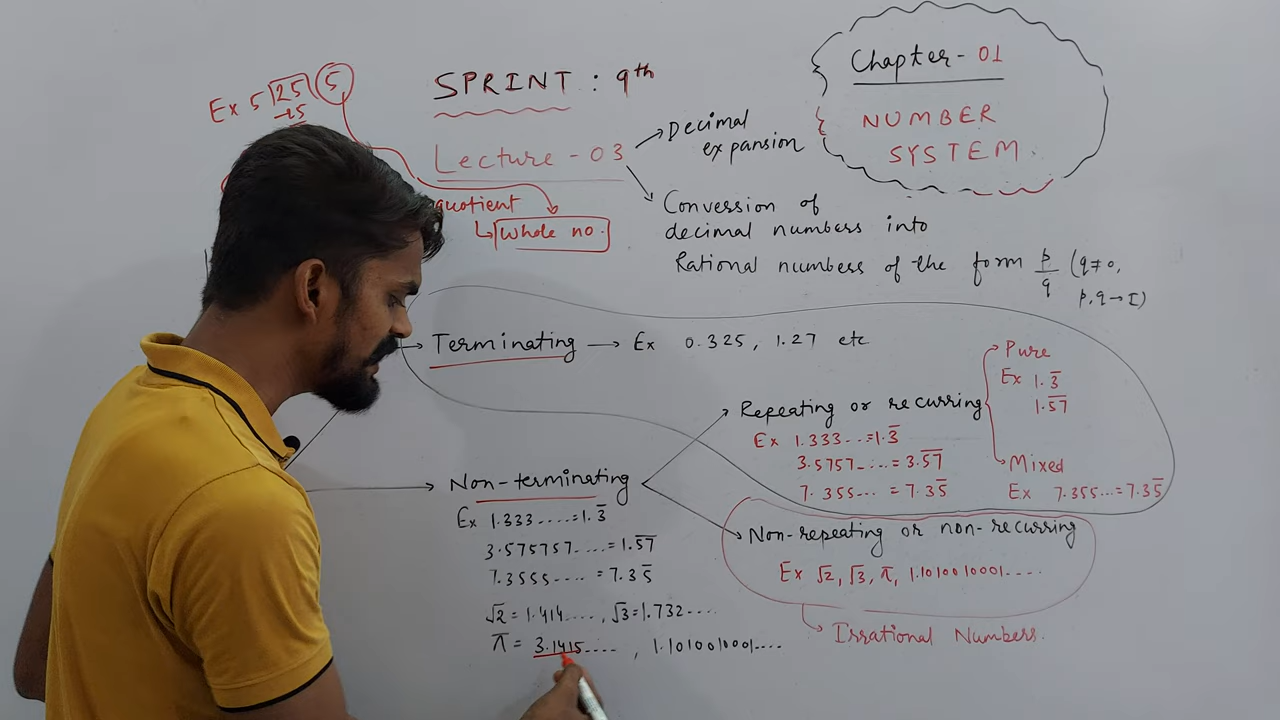 Ex 5 25 5
-25
SPRINT : 9th
Lecture - 03
Decimal
expansion
Conversion of
decimal numbers into
Rational numbers of the form p/q (q≠0,
p,q → I)
Chapter - 01
NUMBER
SYSTEM
quotient
Whole no.
Terminating → Ex 0.325, 1.27 etc
Non-terminating
Ex 1.333.... = 1.3̅
3.575757.... = 1.5̅7̅
7.3555.... = 7.35̅
√2 = 1.414...., √3 = 1.732....
π = 3.1415...., 1.1010010001....
Repeating or recurring
Ex 1.333... = 1.3̅
3.5757..... = 3.5̅7̅
7.355... = 7.35̅
Pure
Ex 1.3̅
1.5̅7̅
Mixed
Ex 7.355... = 7.35̅
Non-repeating or non-recurring
Ex √2, √3, π, 1.1010010001....
Irrational Numbers.